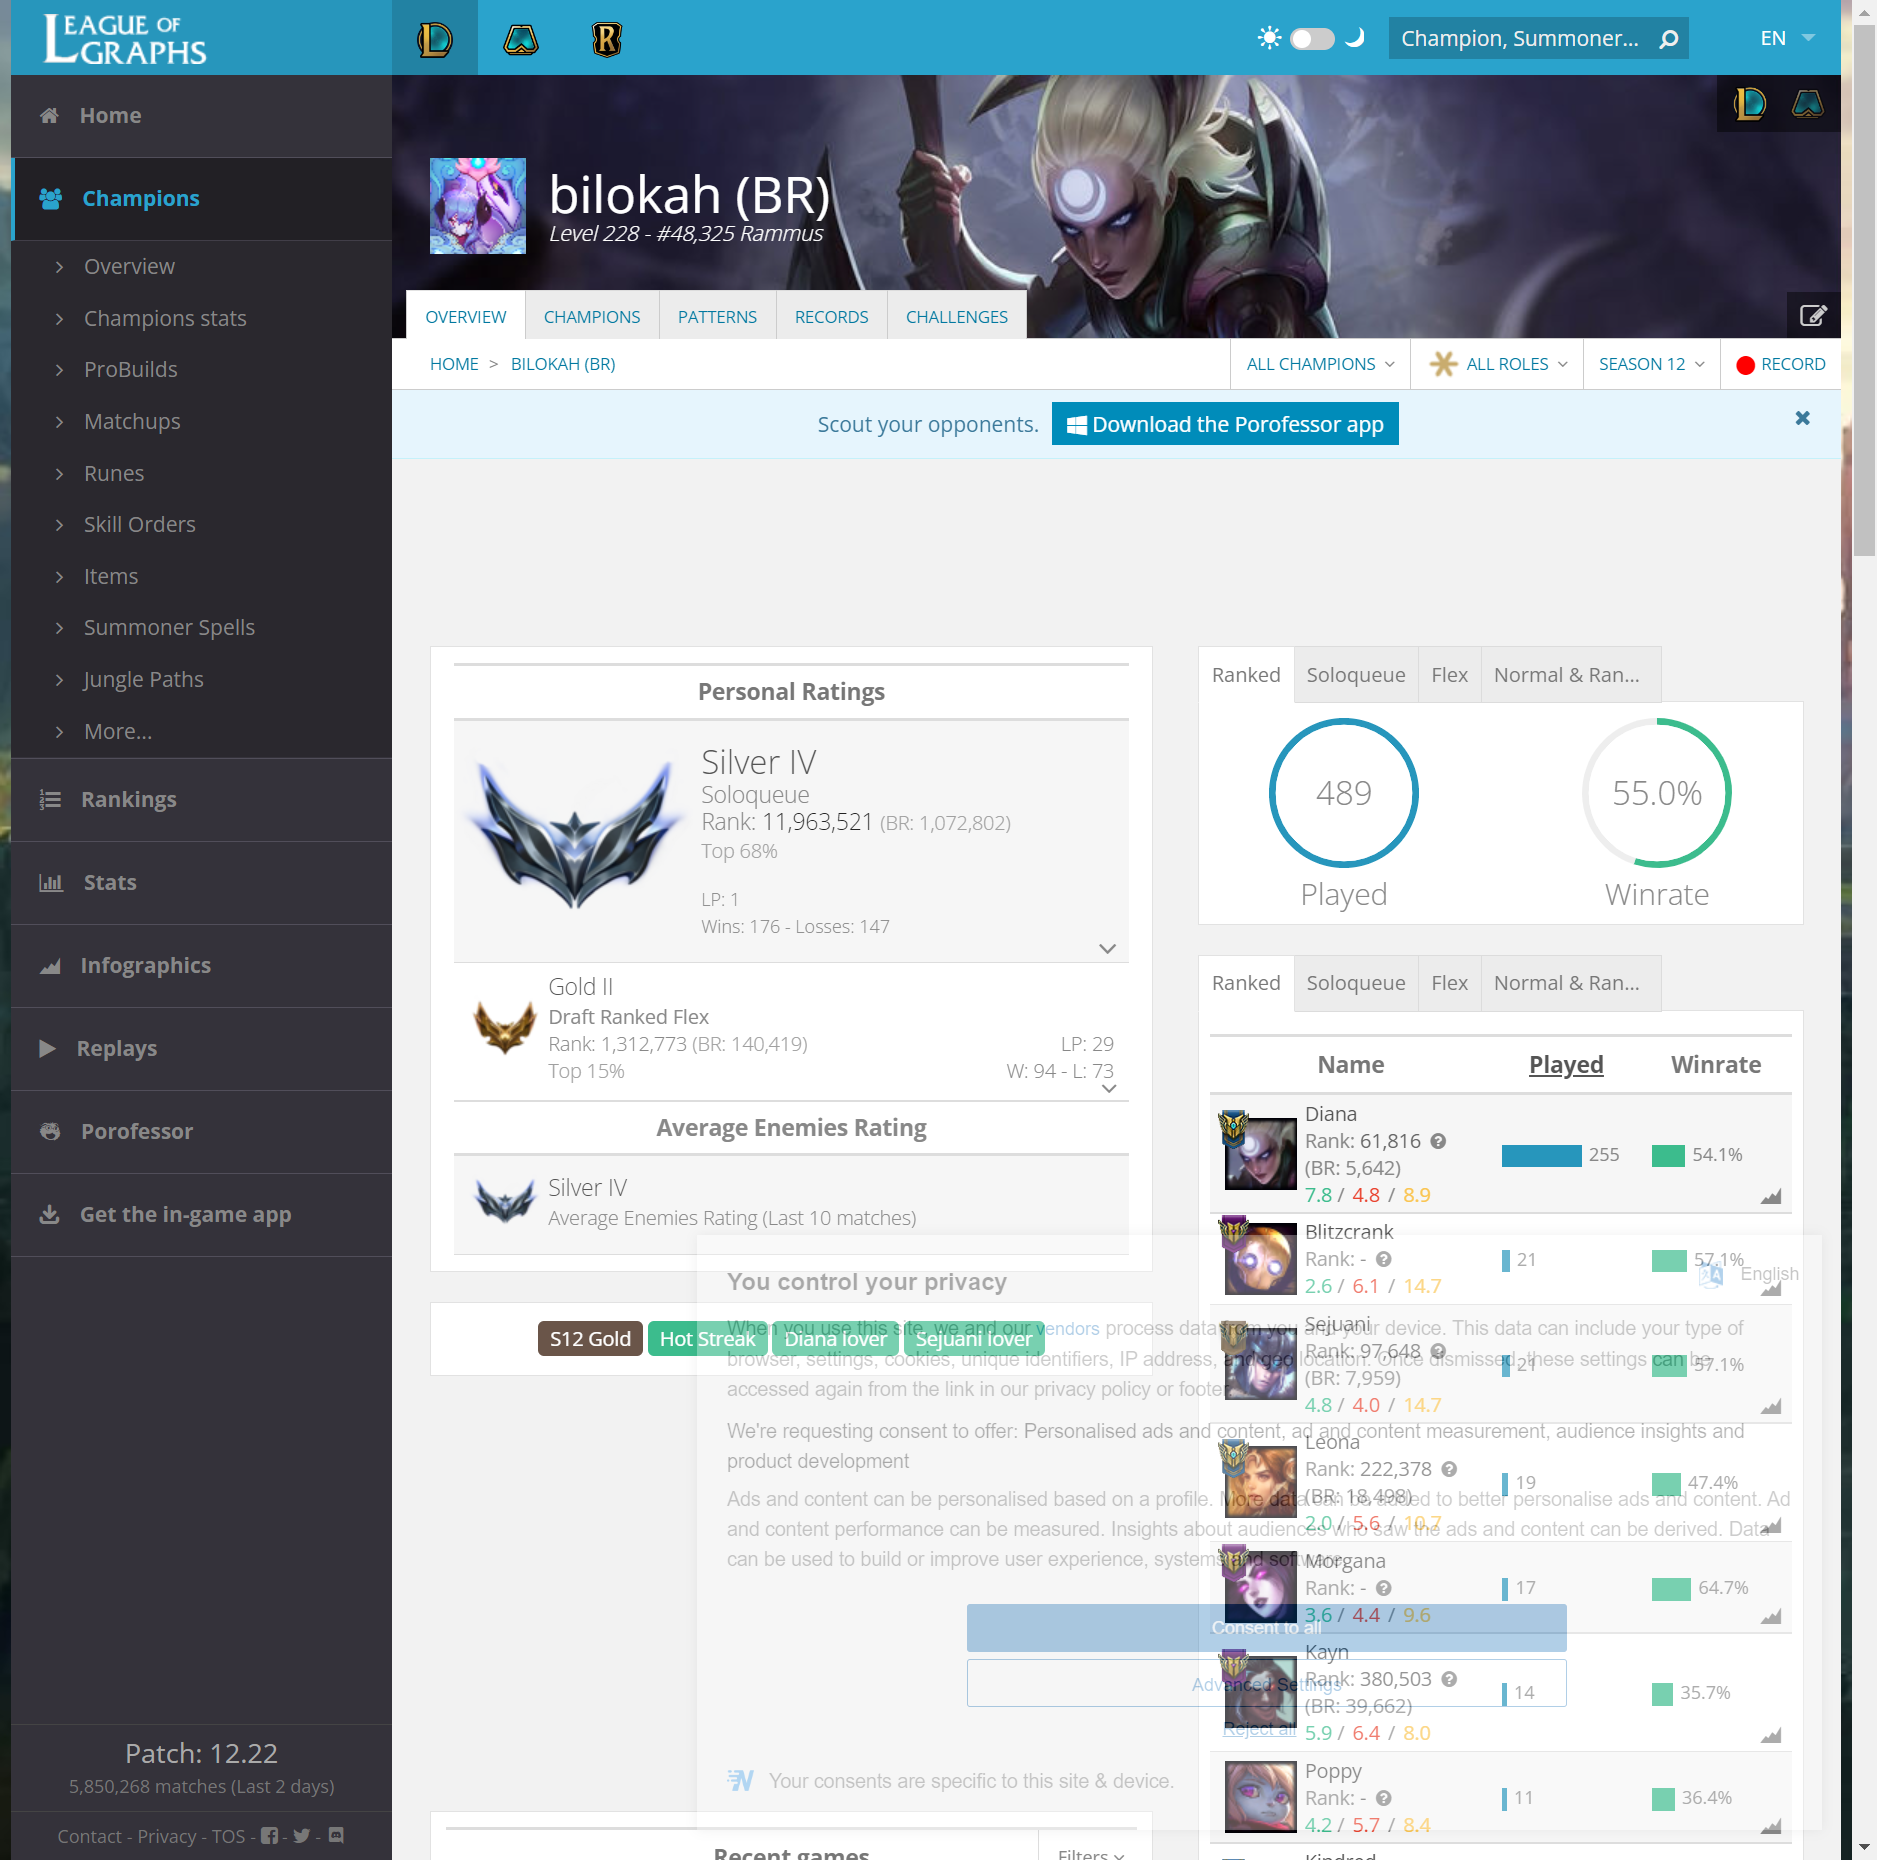 LEAGUE OF GRAPHS
Champion, Summoner...
EN
Home
Champions
Overview
Champions stats
ProBuilds
Matchups
Runes
Skill Orders
Items
Summoner Spells
Jungle Paths
More...
Rankings
Stats
Infographics
Replays
Porofessor
Get the in-game app
Patch: 12.22
5,850,268 matches (Last 2 days)
Contact - Privacy - TOS - - -
bilokah (BR)
Level 228 - #48,325 Rammus
OVERVIEW CHAMPIONS PATTERNS RECORDS CHALLENGES
HOME > BILOKAH (BR)
ALL CHAMPIONS ALL ROLES SEASON 12 RECORD
Scout your opponents. Download the Porofessor app
Personal Ratings
Silver IV
Soloqueue
Rank: 11,963,521 (BR: 1,072,802)
Top 68%
LP: 1
Wins: 176 - Losses: 147
Gold II
Draft Ranked Flex
Rank: 1,312,773 (BR: 140,419) LP: 29
Top 15% W: 94 - L: 73
Average Enemies Rating
Silver IV
Average Enemies Rating (Last 10 matches)
S12 Gold Hot Streak Diana lover Sejuani lover
Recent games
Filters
Ranked Soloqueue Flex Normal & Ran...
489
Played
55.0%
Winrate
Ranked Soloqueue Flex Normal & Ran...
Name Played Winrate
Diana
Rank: 61,816
(BR: 5,642)
7.8 / 4.8 / 8.9
255 54.1%
Blitzcrank
Rank: -
2.6 / 6.1 / 14.7
21 57.1%
Sejuani
Rank: 97,648
(BR: 7,959)
4.8 / 4.0 / 14.7
21 57.1%
Leona
Rank: 222,378
(BR: 18,498)
2.0 / 5.6 / 10.7
19 47.4%
Morgana
Rank: -
3.6 / 4.4 / 9.6
17 64.7%
Kayn
Rank: 380,503
(BR: 39,662)
5.9 / 6.4 / 8.0
14 35.7%
Poppy
Rank: -
4.2 / 5.7 / 8.4
11 36.4%
Kindred
You control your privacy
English
When you use this site, we and our vendors process data from you and your device. This data can include your type of
browser, settings, cookies, unique identifiers, IP address, and geo location. Once dismissed, these settings can be
accessed again from the link in our privacy policy or footer.
We're requesting consent to offer: Personalised ads and content, ad and content measurement, audience insights and
product development
Ads and content can be personalised based on a profile. More data can be added to better personalise ads and content. Ad
and content performance can be measured. Insights about audiences who saw the ads and content can be derived. Data
can be used to build or improve user experience, systems and software.
Consent to all
Advanced Settings
Reject all
Your consents are specific to this site & device.